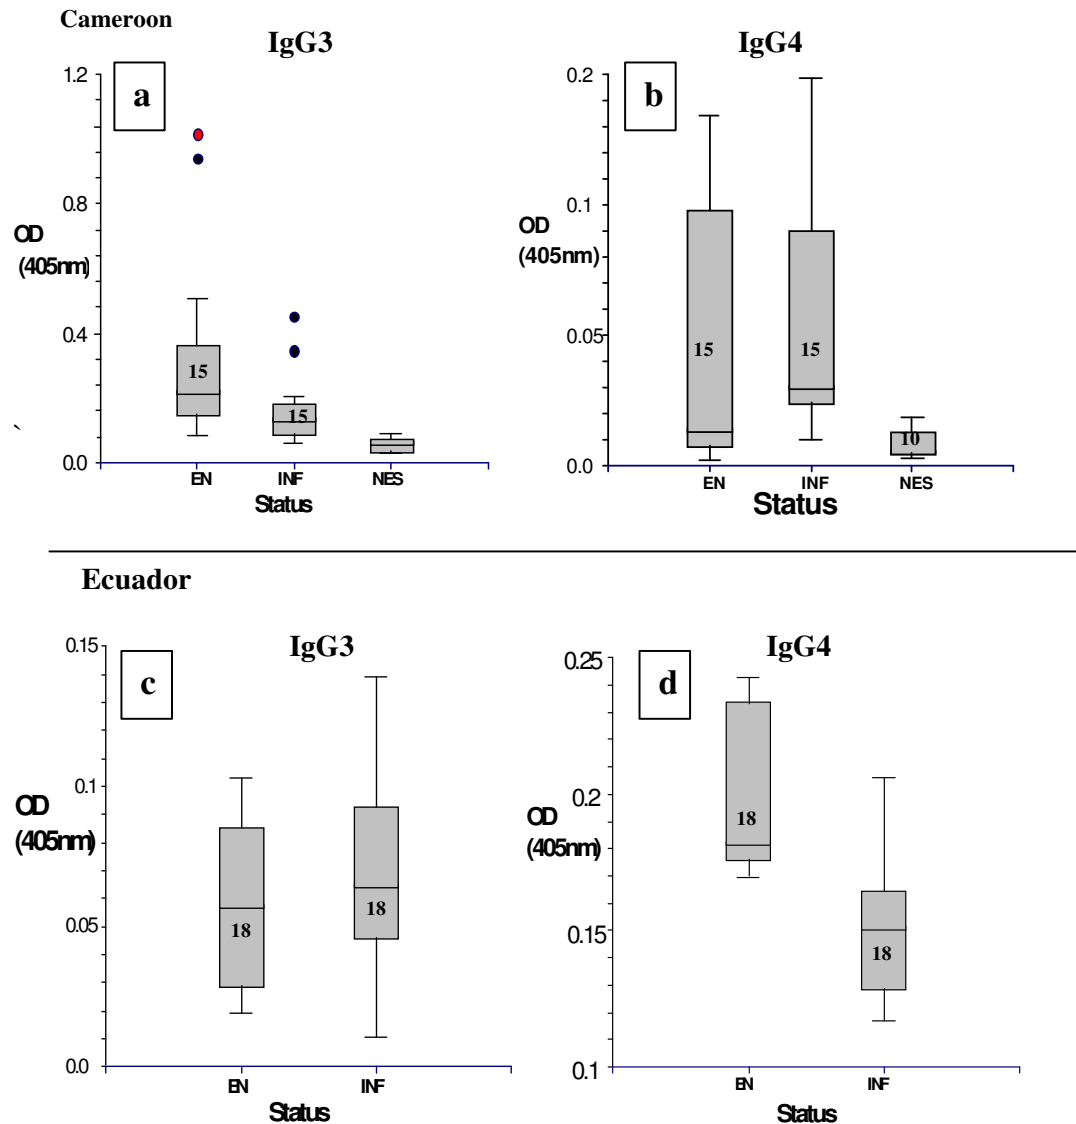 Cameroon
IgG3
IgG4
a
b
1.2
0.8
0.4
0.0
OD
(405nm)
15
15
EN
INF
NES
Status
0.2
0.1
0.05
0.0
OD
(405nm)
15
15
10
EN
INF
NES
Status
Ecuador
IgG3
IgG4
c
d
0.15
0.1
0.05
0.0
OD
(405nm)
18
18
EN
INF
Status
0.25
0.2
0.15
0.1
OD
(405nm)
18
18
EN
INF
Status